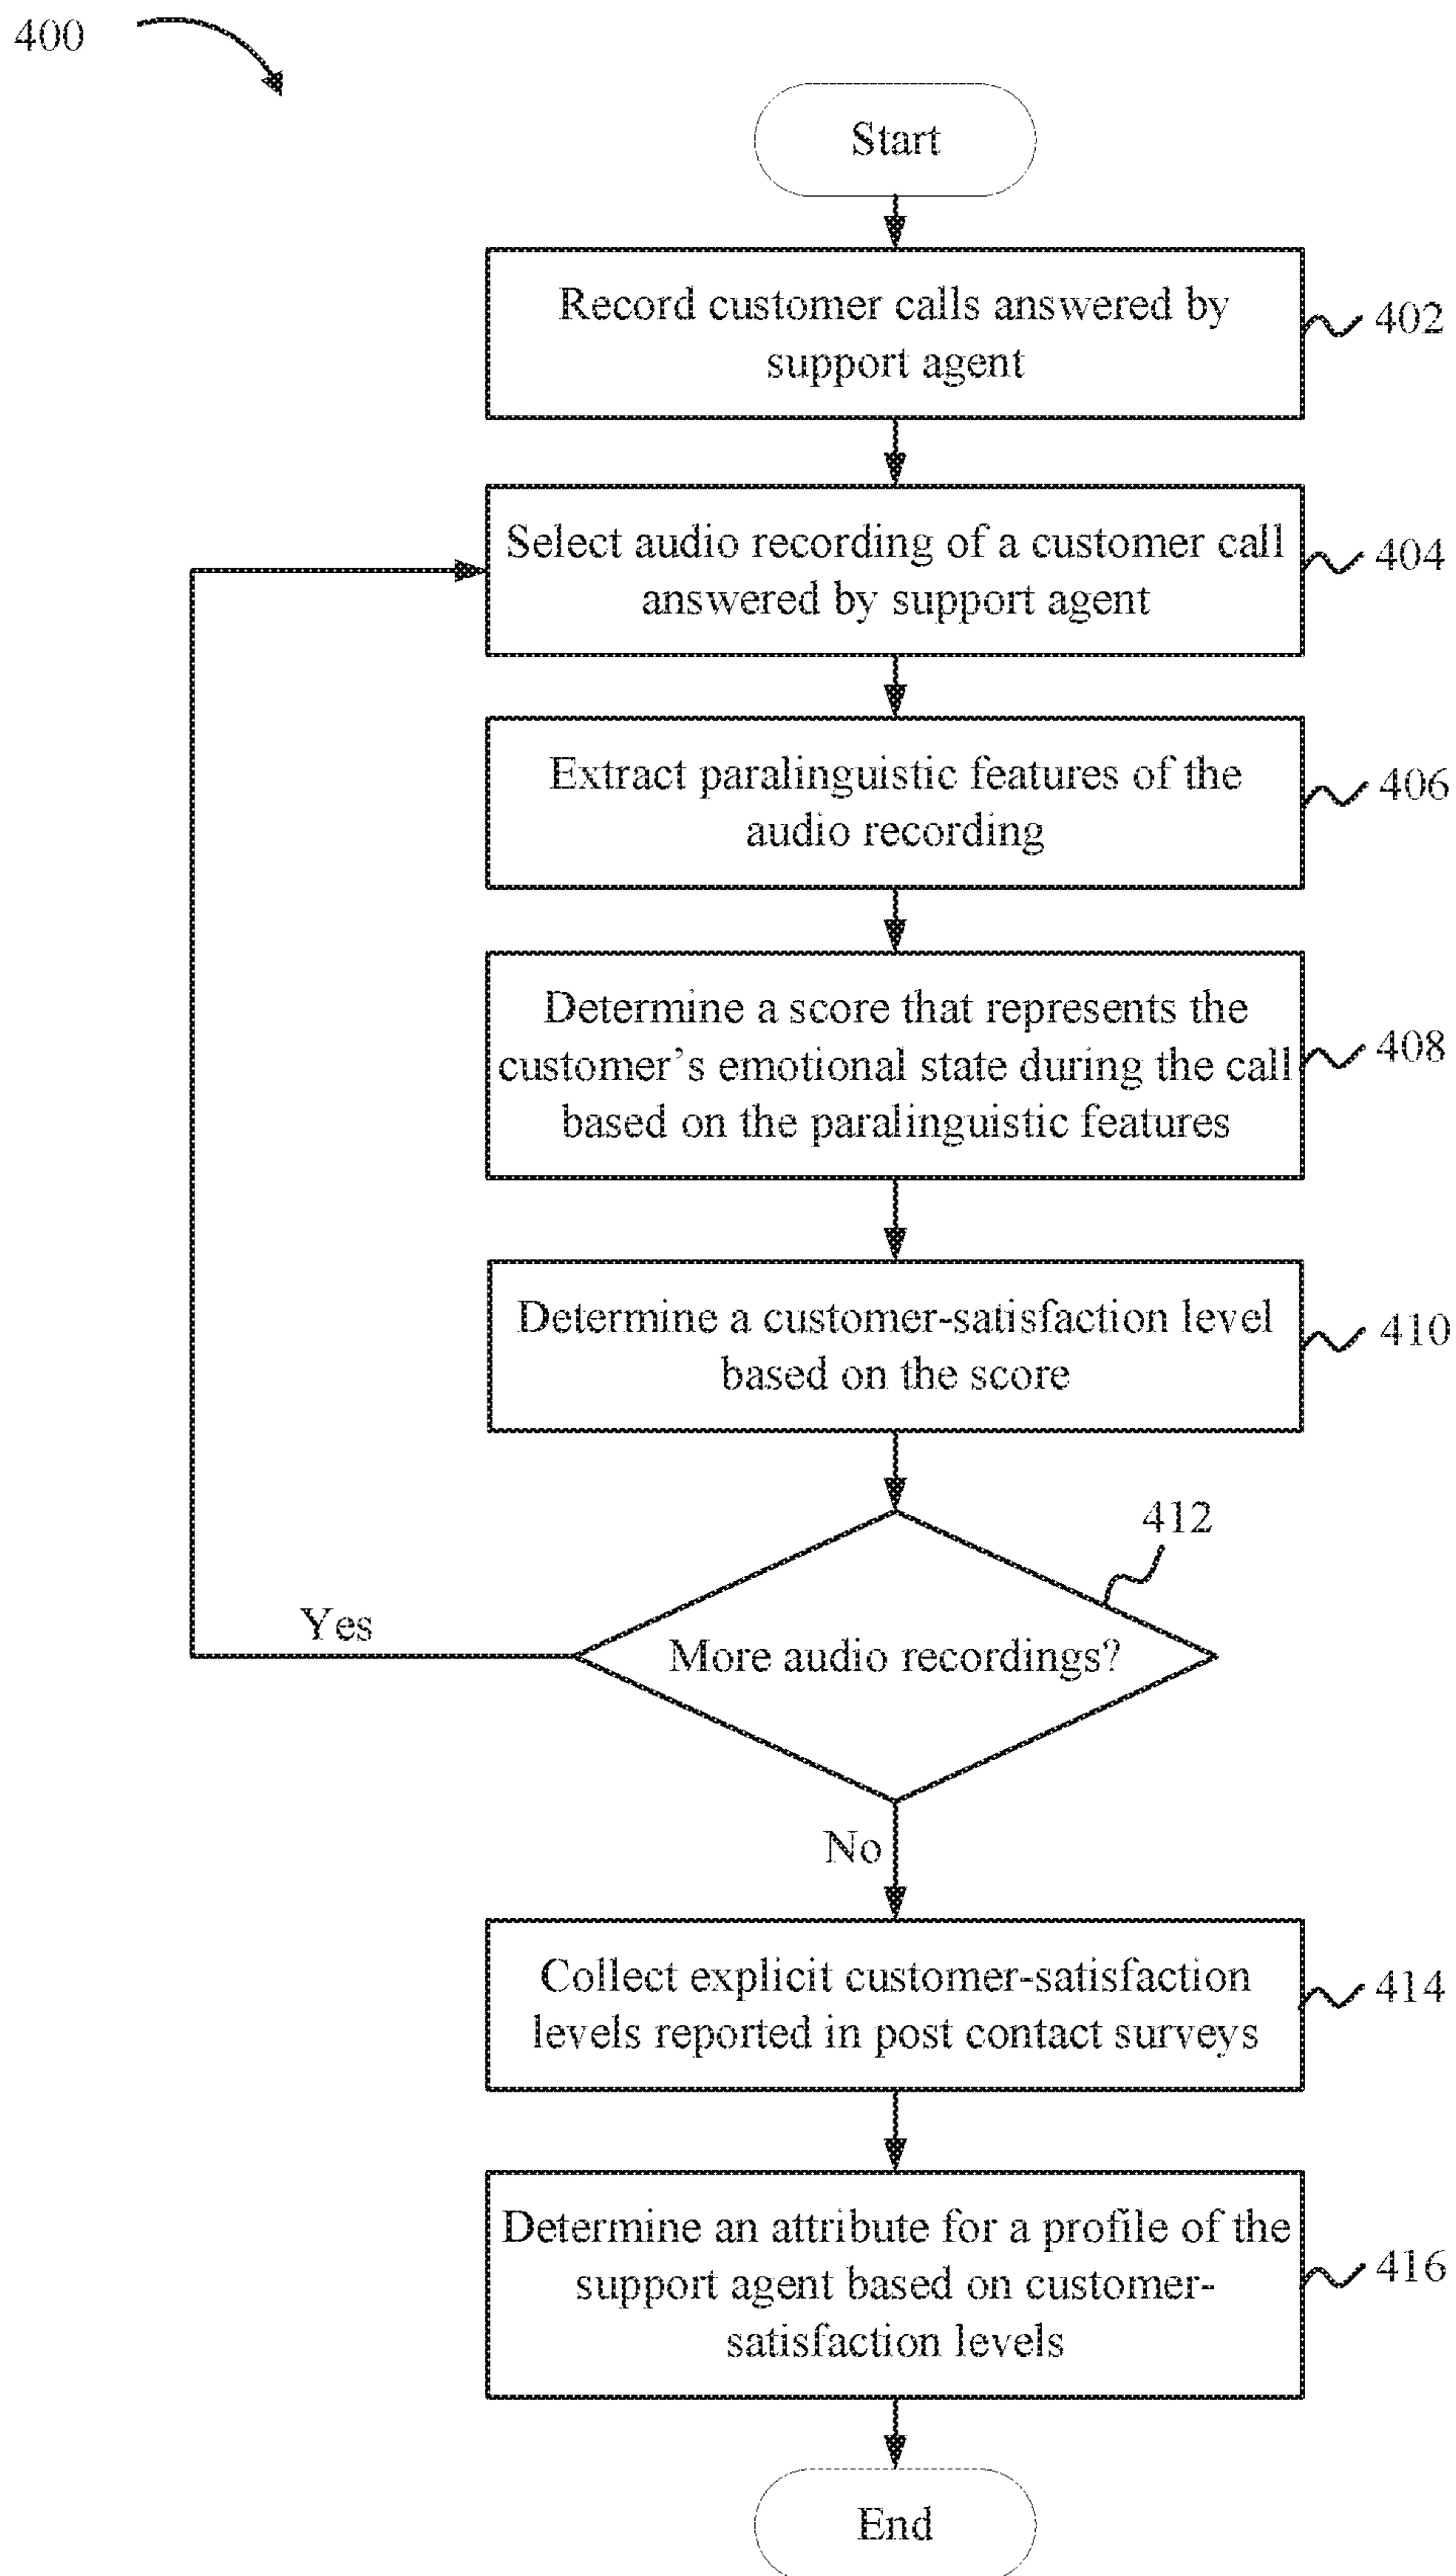 400
Start
Record customer calls answered by
support agent
402
Select audio recording of a customer call
answered by support agent
404
Extract paralinguistic features of the
audio recording
406
Determine a score that represents the
customer’s emotional state during the call
based on the paralinguistic features
408
Determine a customer-satisfaction level
based on the score
410
412
More audio recordings?
Yes
No
Collect explicit customer-satisfaction
levels reported in post contact surveys
414
Determine an attribute for a profile of the
support agent based on customer-
satisfaction levels
416
End